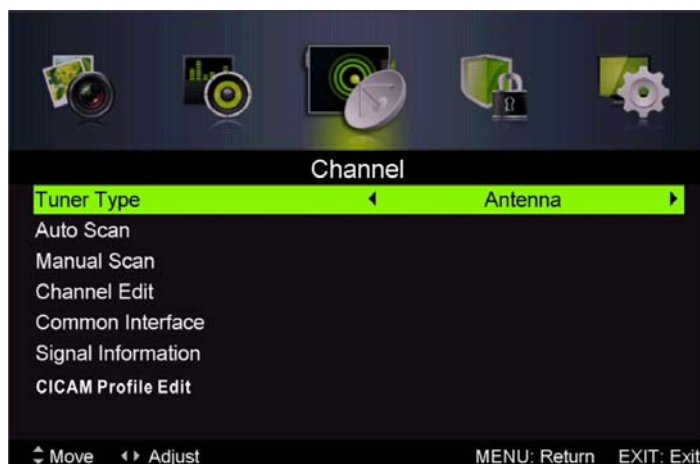 Channel
Tuner Type Antenna
Auto Scan
Manual Scan
Channel Edit
Common Interface
Signal Information
CICAM Profile Edit
Move Adjust MENU: Return EXIT: Exit